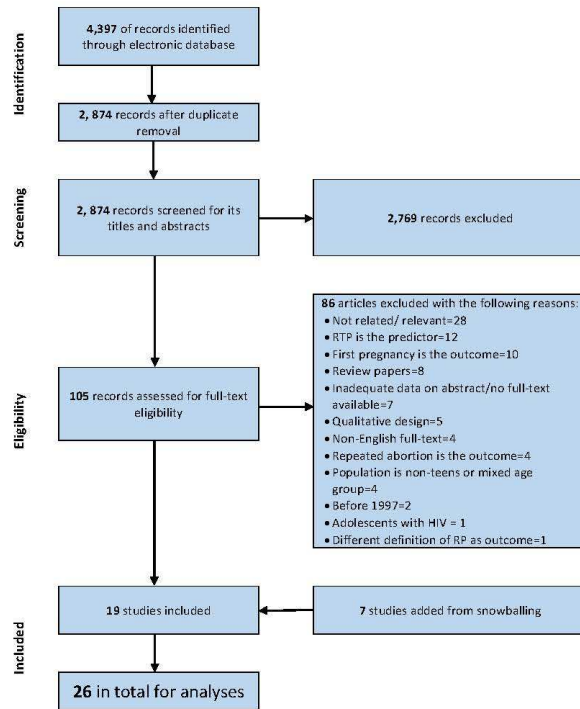 Identification
4,397 of records identified
through electronic database
2, 874 records after duplicate
removal
Screening
2, 874 records screened for its
titles and abstracts
2,769 records excluded
Eligibility
105 records assessed for full-text
eligibility
86 articles excluded with the following reasons:
• Not related/ relevant=28
• RTP is the predictor=12
• First pregnancy is the outcome=10
• Review papers=8
• Inadequate data on abstract/no full-text
available=7
• Qualitative design=5
• Non-English full-text=4
• Repeated abortion is the outcome=4
• Population is non-teens or mixed age
group=4
• Before 1997=2
• Adolescents with HIV = 1
• Different definition of RP as outcome=1
Included
19 studies included
7 studies added from snowballing
26 in total for analyses